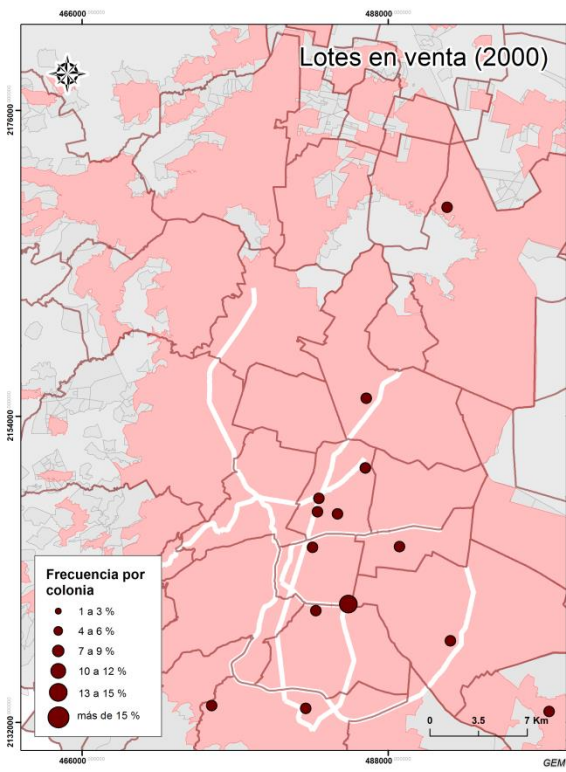 466000
488000
Lotes en venta (2000)
2176000
2154000
2132000
Frecuencia por
colonia
1 a 3 %
4 a 6 %
7 a 9 %
10 a 12 %
13 a 15 %
más de 15 %
0 3.5 7 Km
466000
488000
GEM